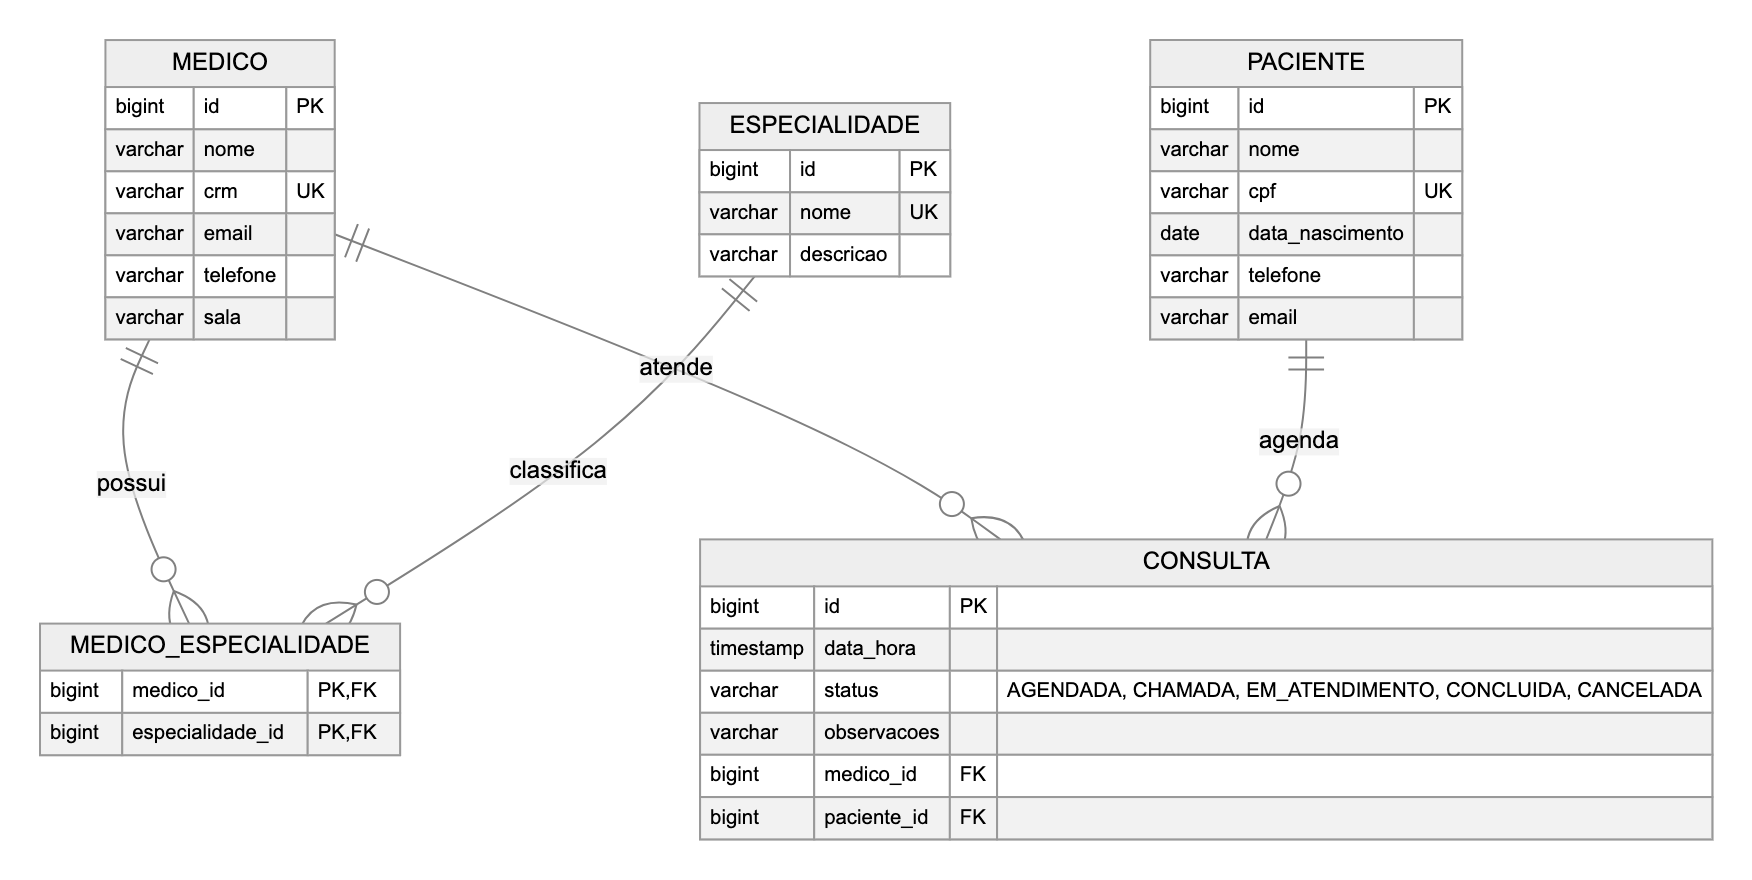 MEDICO
bigint id PK
varchar nome
varchar crm UK
varchar email
varchar telefone
varchar sala
ESPECIALIDADE
bigint id PK
varchar nome UK
varchar descricao
PACIENTE
bigint id PK
varchar nome
varchar cpf UK
date data_nascimento
varchar telefone
varchar email
atende
agenda
classifica
possui
MEDICO_ESPECIALIDADE
bigint medico_id PK,FK
bigint especialidade_id PK,FK
CONSULTA
bigint id PK
timestamp data_hora
varchar status AGENDADA, CHAMADA, EM_ATENDIMENTO, CONCLUIDA, CANCELADA
varchar observacoes
bigint medico_id FK
bigint paciente_id FK